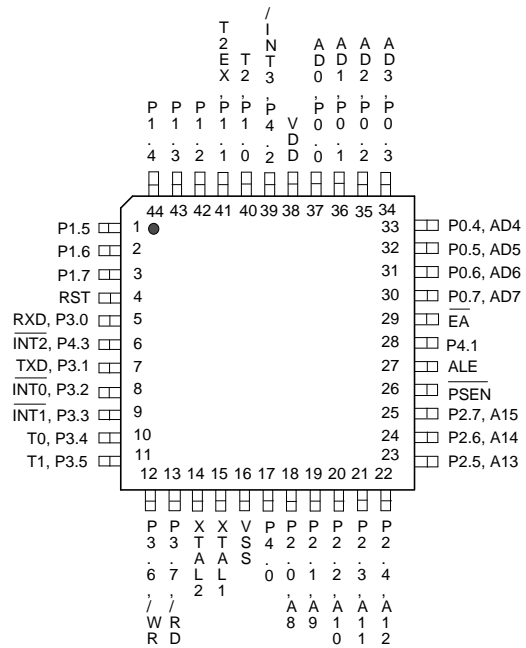 P1.4
P1.3
P1.2
T2EX,P1.1
T2,P1.0
/INT3,P4.2
VDD
AD0,P0.0
AD1,P0.1
AD2,P0.2
AD3,P0.3
44 43 42 41 40 39 38 37 36 35 34
P1.5 1
P1.6 2
P1.7 3
RST 4
RXD, P3.0 5
INT2, P4.3 6
TXD, P3.1 7
INT0, P3.2 8
INT1, P3.3 9
T0, P3.4 10
T1, P3.5 11
33 P0.4, AD4
32 P0.5, AD5
31 P0.6, AD6
30 P0.7, AD7
29 EA
28 P4.1
27 ALE
26 PSEN
25 P2.7, A15
24 P2.6, A14
23 P2.5, A13
12 13 14 15 16 17 18 19 20 21 22
P3.6,/WR
P3.7,/RD
XTAL2
XTAL1
VSS
P4.0
P2.0,A8
P2.1,A9
P2.2,A10
P2.3,A11
P2.4,A12